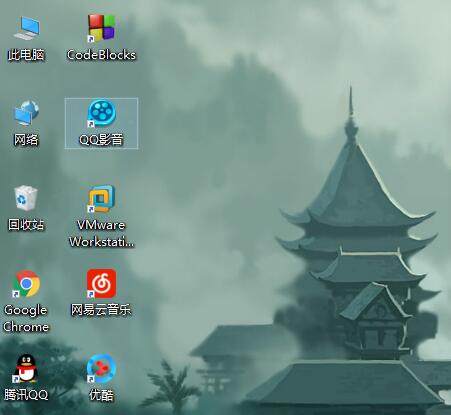 此电脑
CodeBlocks
网络
QQ影音
回收站
VMware
Workstati...
Google
Chrome
网易云音乐
腾讯QQ
优酷